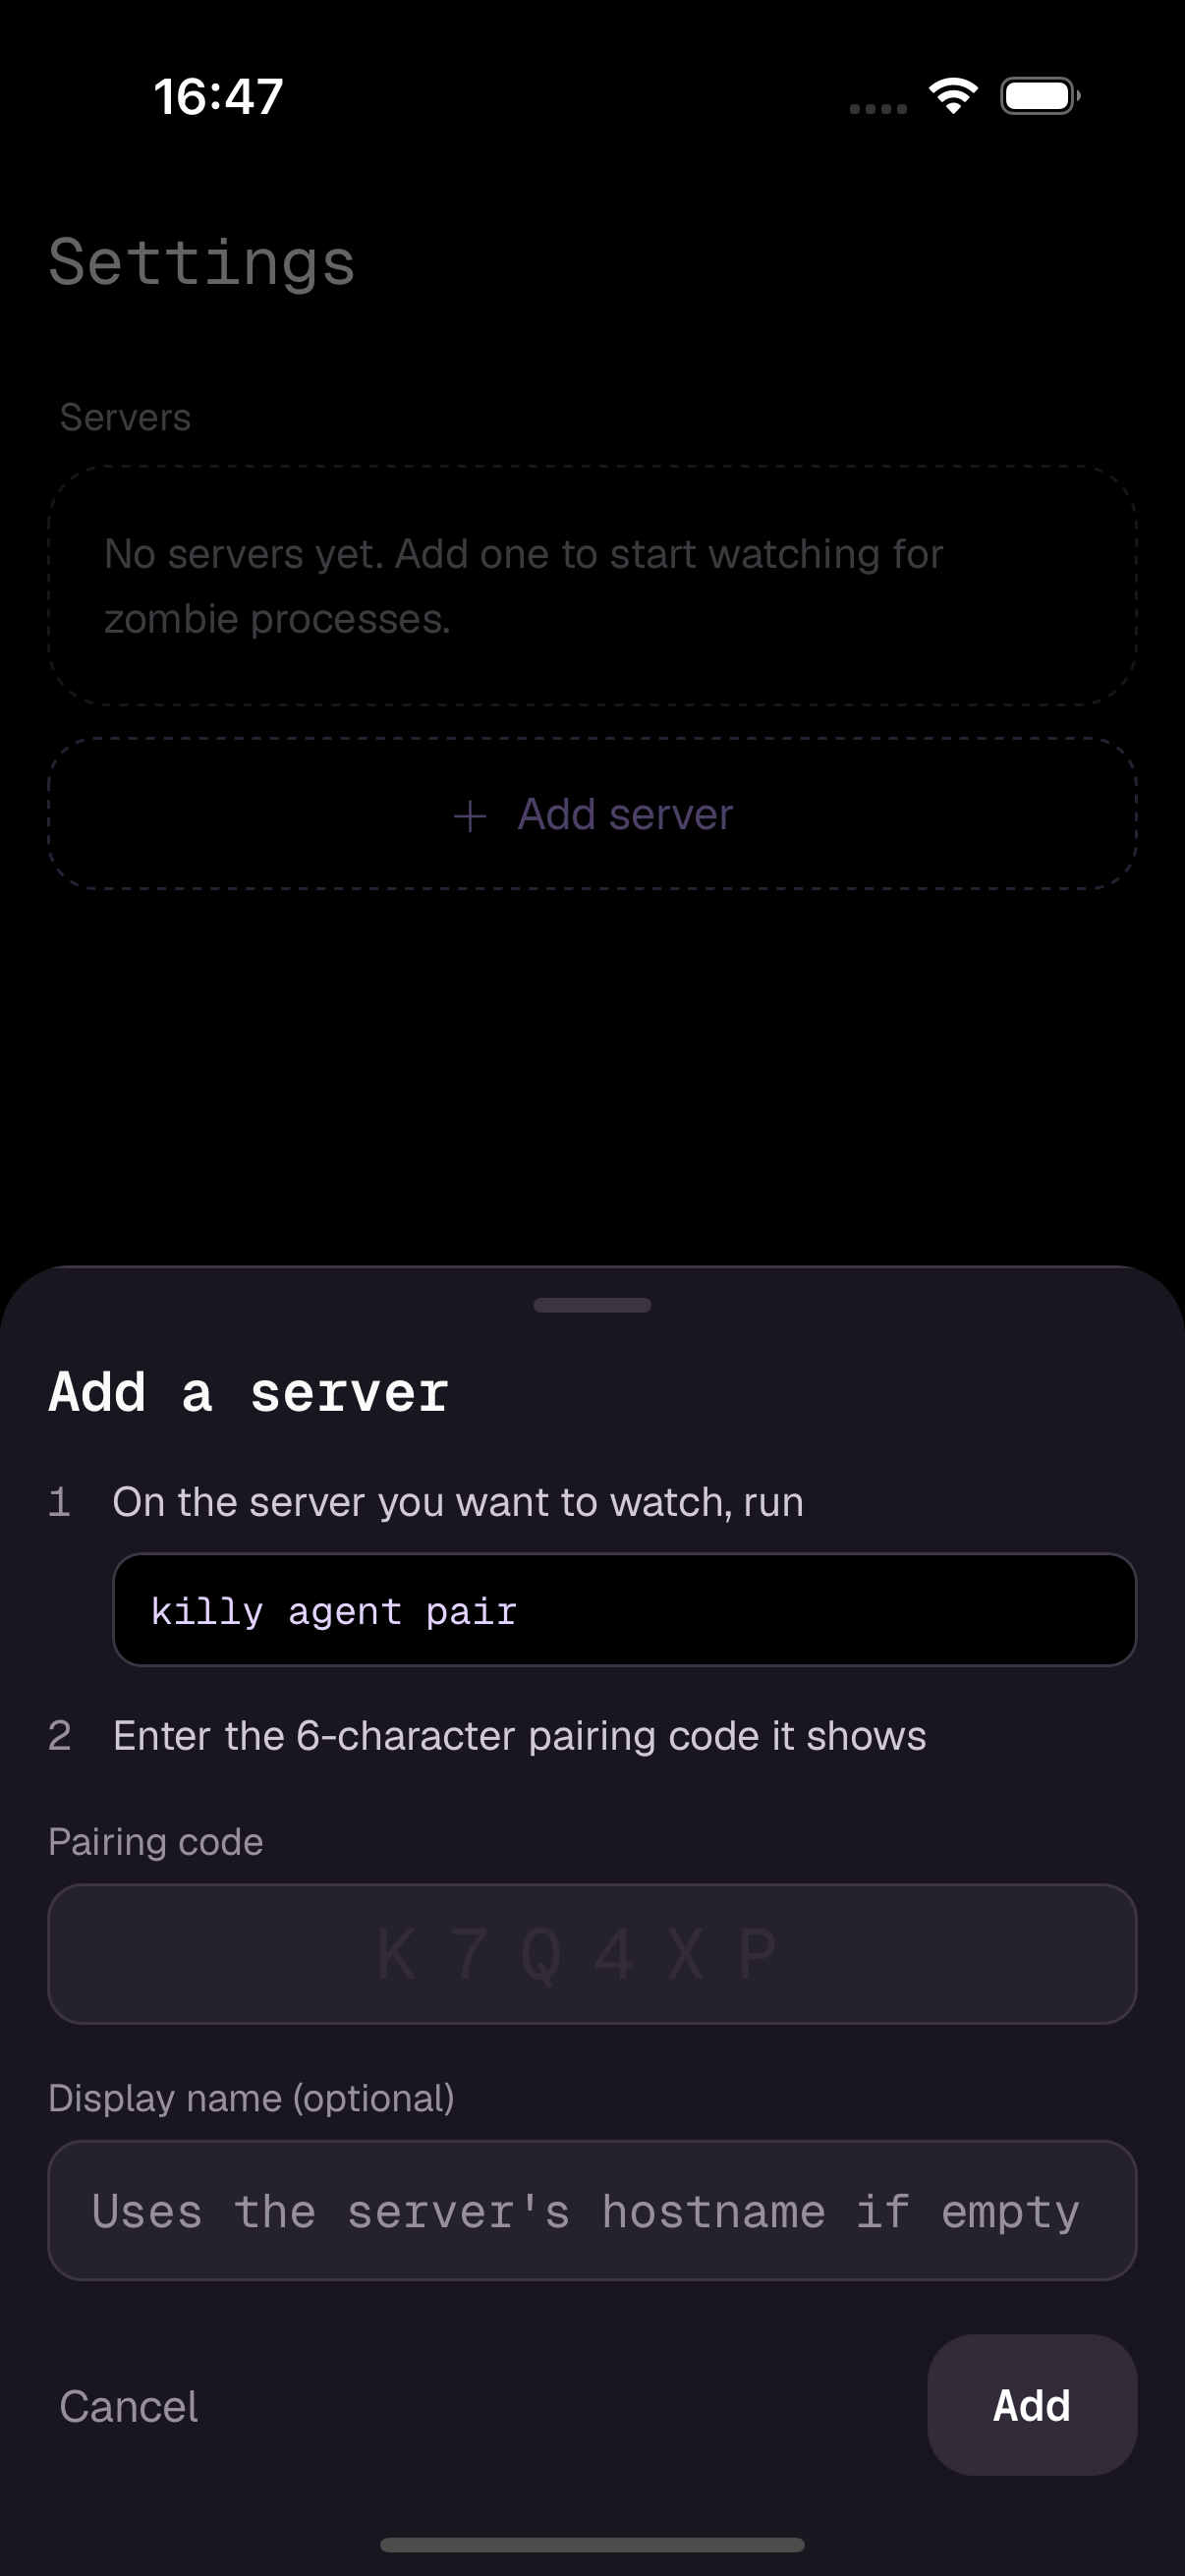 16:47
Settings
Servers
No servers yet. Add one to start watching for
zombie processes.
+ Add server
Add a server
1 On the server you want to watch, run
killy agent pair
2 Enter the 6-character pairing code it shows
Pairing code
K7Q4XP
Display name (optional)
Uses the server's hostname if empty
Cancel
Add